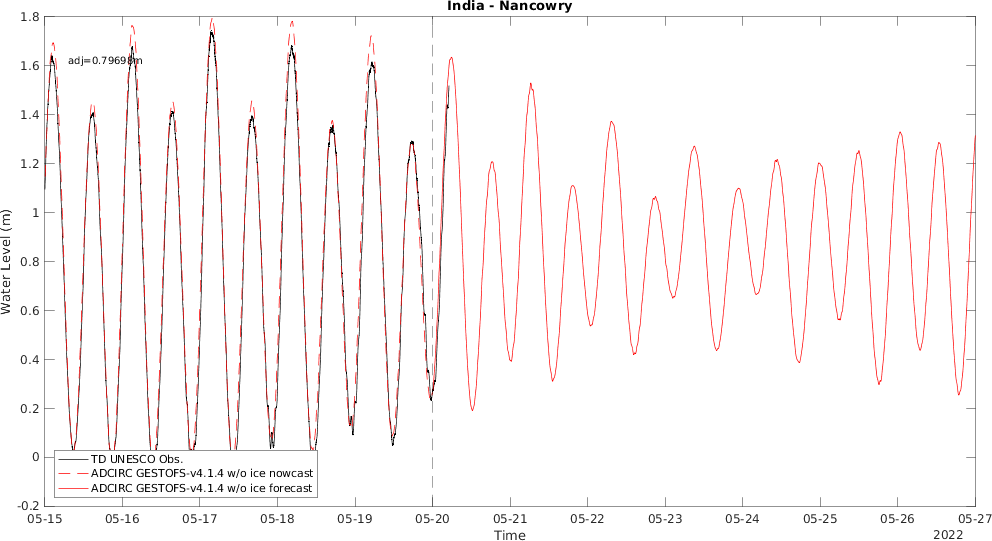 India - Nancowry
1.8
1.6
1.4
1.2
1
0.8
0.6
0.4
0.2
0
-0.2
Water Level (m)
adj=0.79698m
TD UNESCO Obs.
ADCIRC GESTOFS-v4.1.4 w/o ice nowcast
ADCIRC GESTOFS-v4.1.4 w/o ice forecast
05-15 05-16 05-17 05-18 05-19 05-20 05-21 05-22 05-23 05-24 05-25 05-26 05-27
Time
2022